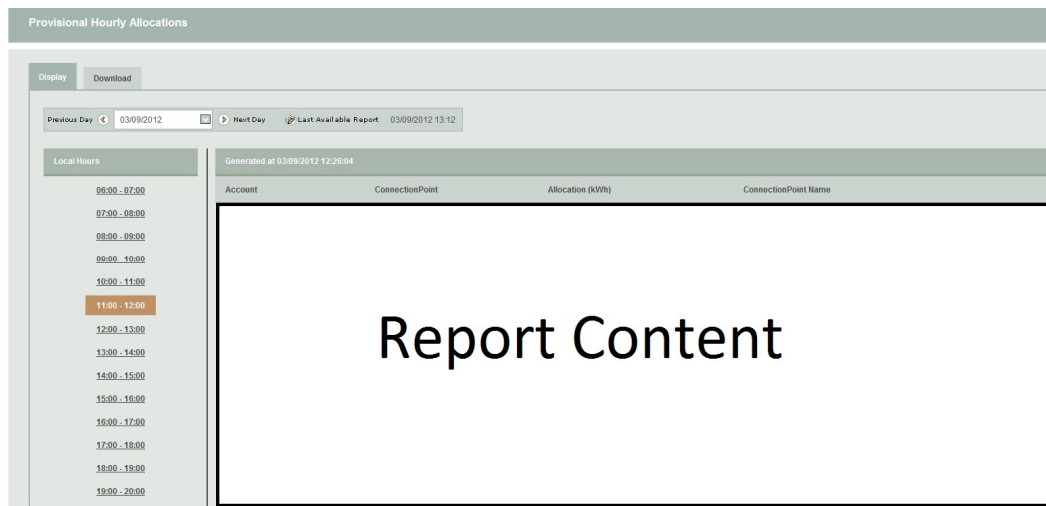 Provisional Hourly Allocations
Display Download
Previous Day 03/09/2012 Next Day Last Available Report 03/09/2012 13:12
Local Hours
Generated at 03/09/2012 12:26:04
Account ConnectionPoint Allocation (kWh) ConnectionPoint Name
06:00 - 07:00
07:00 - 08:00
08:00 - 09:00
09:00 10:00
10:00 - 11:00
11:00 - 12:00
12:00 - 13:00
13:00 - 14:00
14:00 - 15:00
15:00 - 16:00
16:00 - 17:00
17:00 - 18:00
18:00 - 19:00
19:00 - 20:00
Report Content